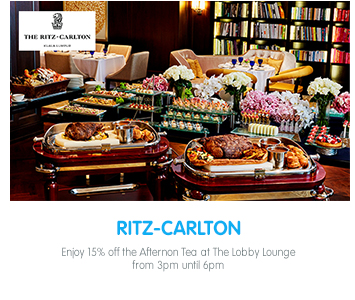 THE RITZ-CARLTON
RITZ-CARLTON
Enjoy 15% off the Afternon Tea at The Lobby Lounge
from 3pm until 6pm